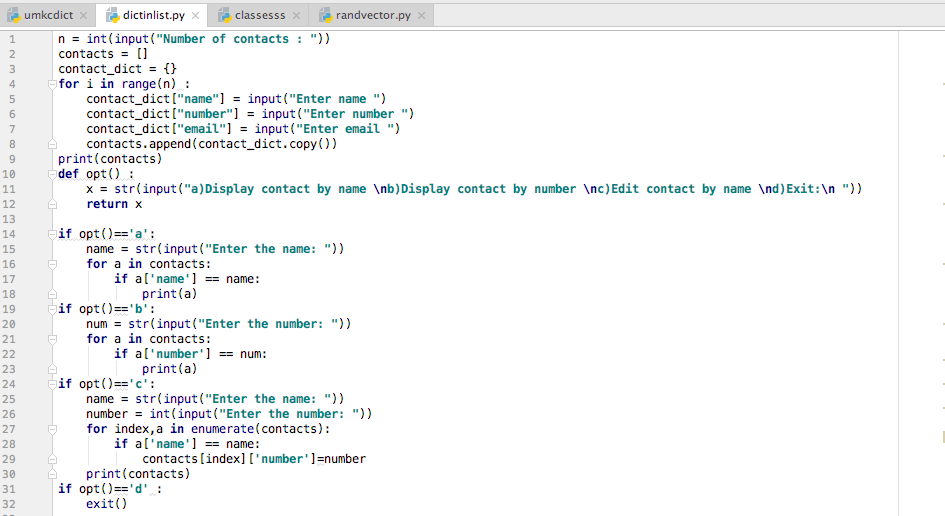 umkcdict dictinlist.py classesss randvector.py
1 n = int(input("Number of contacts : "))
2 contacts = []
3 contact_dict = {}
4 for i in range(n) :
5     contact_dict["name"] = input("Enter name ")
6     contact_dict["number"] = input("Enter number ")
7     contact_dict["email"] = input("Enter email ")
8     contacts.append(contact_dict.copy())
9 print(contacts)
10 def opt() :
11     x = str(input("a)Display contact by name \nb)Display contact by number \nc)Edit contact by name \nd)Exit:\n "))
12     return x
13
14 if opt()=='a':
15     name = str(input("Enter the name: "))
16     for a in contacts:
17         if a['name'] == name:
18             print(a)
19 if opt()=='b':
20     num = str(input("Enter the number: "))
21     for a in contacts:
22         if a['number'] == num:
23             print(a)
24 if opt()=='c':
25     name = str(input("Enter the name: "))
26     number = int(input("Enter the number: "))
27     for index,a in enumerate(contacts):
28         if a['name'] == name:
29             contacts[index]['number']=number
30     print(contacts)
31 if opt()=='d' :
32     exit()